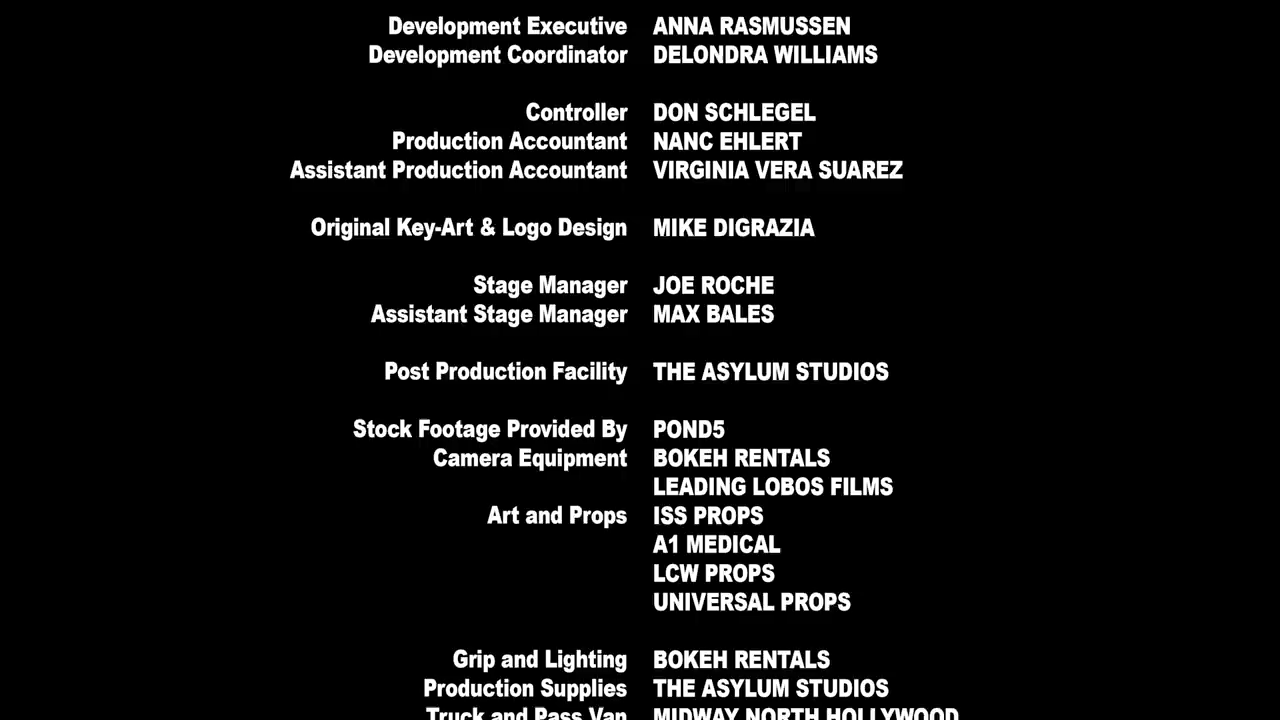 Development Executive ANNA RASMUSSEN
Development Coordinator DELONDRA WILLIAMS
Controller DON SCHLEGEL
Production Accountant NANC EHLERT
Assistant Production Accountant VIRGINIA VERA SUAREZ
Original Key-Art & Logo Design MIKE DIGRAZIA
Stage Manager JOE ROCHE
Assistant Stage Manager MAX BALES
Post Production Facility THE ASYLUM STUDIOS
Stock Footage Provided By POND5
Camera Equipment BOKEH RENTALS
LEADING LOBOS FILMS
Art and Props ISS PROPS
A1 MEDICAL
LCW PROPS
UNIVERSAL PROPS
Grip and Lighting BOKEH RENTALS
Production Supplies THE ASYLUM STUDIOS
Truck and Pass Van MIDWAY NORTH HOLLYWOOD